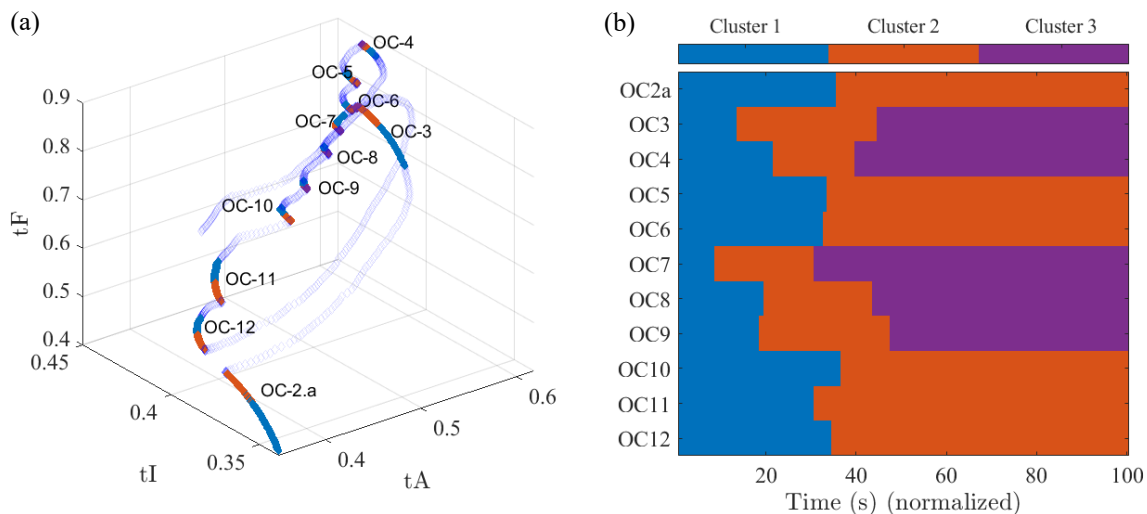 (a)
OC-4
OC-5
OC-6
OC-7
OC-3
OC-8
OC-9
OC-10
OC-11
OC-12
OC-2.a
0.9
0.8
0.7
0.6
0.5
0.4
tF
0.45
0.4
0.35
tI
0.4
0.5
0.6
tA
(b)
Cluster 1 Cluster 2 Cluster 3
OC2a
OC3
OC4
OC5
OC6
OC7
OC8
OC9
OC10
OC11
OC12
20 40 60 80 100
Time (s) (normalized)